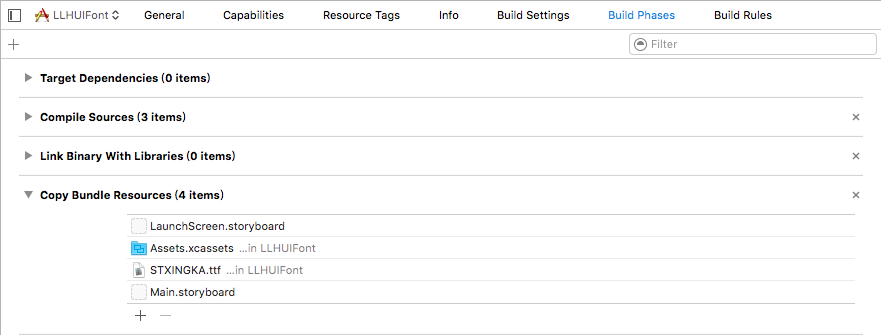 LLHUIFont General Capabilities Resource Tags Info Build Settings Build Phases Build Rules
Filter
Target Dependencies (0 items)
Compile Sources (3 items)
Link Binary With Libraries (0 items)
Copy Bundle Resources (4 items)
LaunchScreen.storyboard
Assets.xcassets ...in LLHUIFont
STXINGKA.ttf ...in LLHUIFont
Main.storyboard